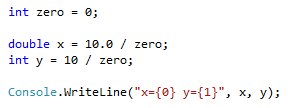 int zero = 0;
double x = 10.0 / zero;
int y = 10 / zero;
Console.WriteLine("x={0} y={1}", x, y);